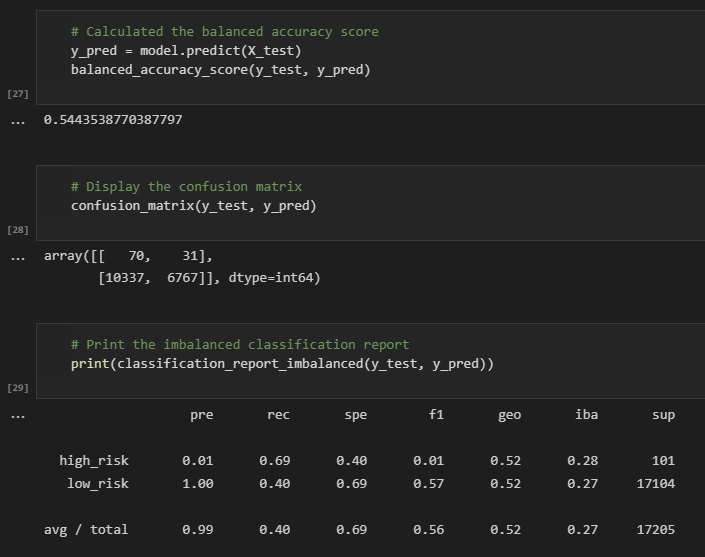 # Calculated the balanced accuracy score
y_pred = model.predict(X_test)
balanced_accuracy_score(y_test, y_pred)
[27]
... 0.5443538770387797
# Display the confusion matrix
confusion_matrix(y_test, y_pred)
[28]
... array([[   70,    31],
       [10337,  6767]], dtype=int64)
# Print the imbalanced classification report
print(classification_report_imbalanced(y_test, y_pred))
[29]
... pre rec spe f1 geo iba sup
high_risk 0.01 0.69 0.40 0.01 0.52 0.28 101
low_risk 1.00 0.40 0.69 0.57 0.52 0.27 17104
avg / total 0.99 0.40 0.69 0.56 0.52 0.27 17205